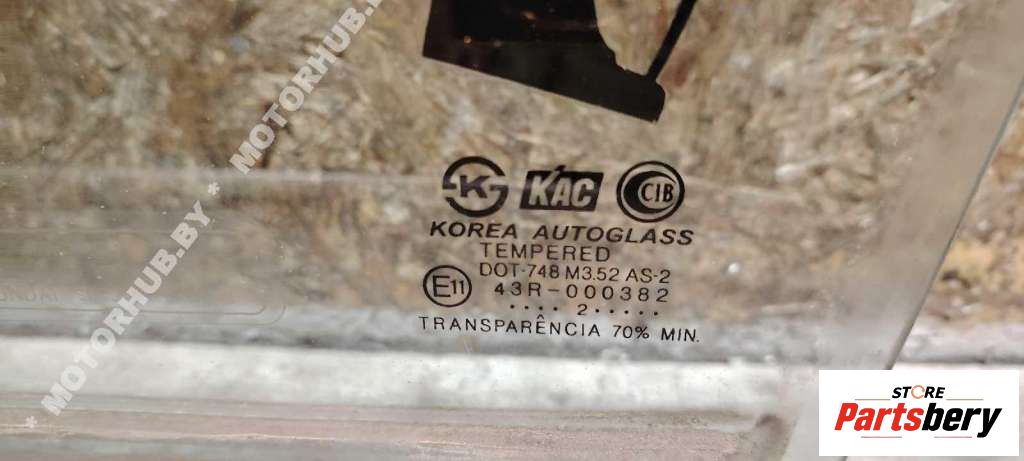 * MOTORHUB.BY * MOTORHUB.BY *
K KAC CIB
KOREA AUTOGLASS
TEMPERED
DOT-748 M3.52 AS-2
E11 43R-000382
.... 2.....
TRANSPARÊNCIA 70% MIN.
STORE
Partsbery